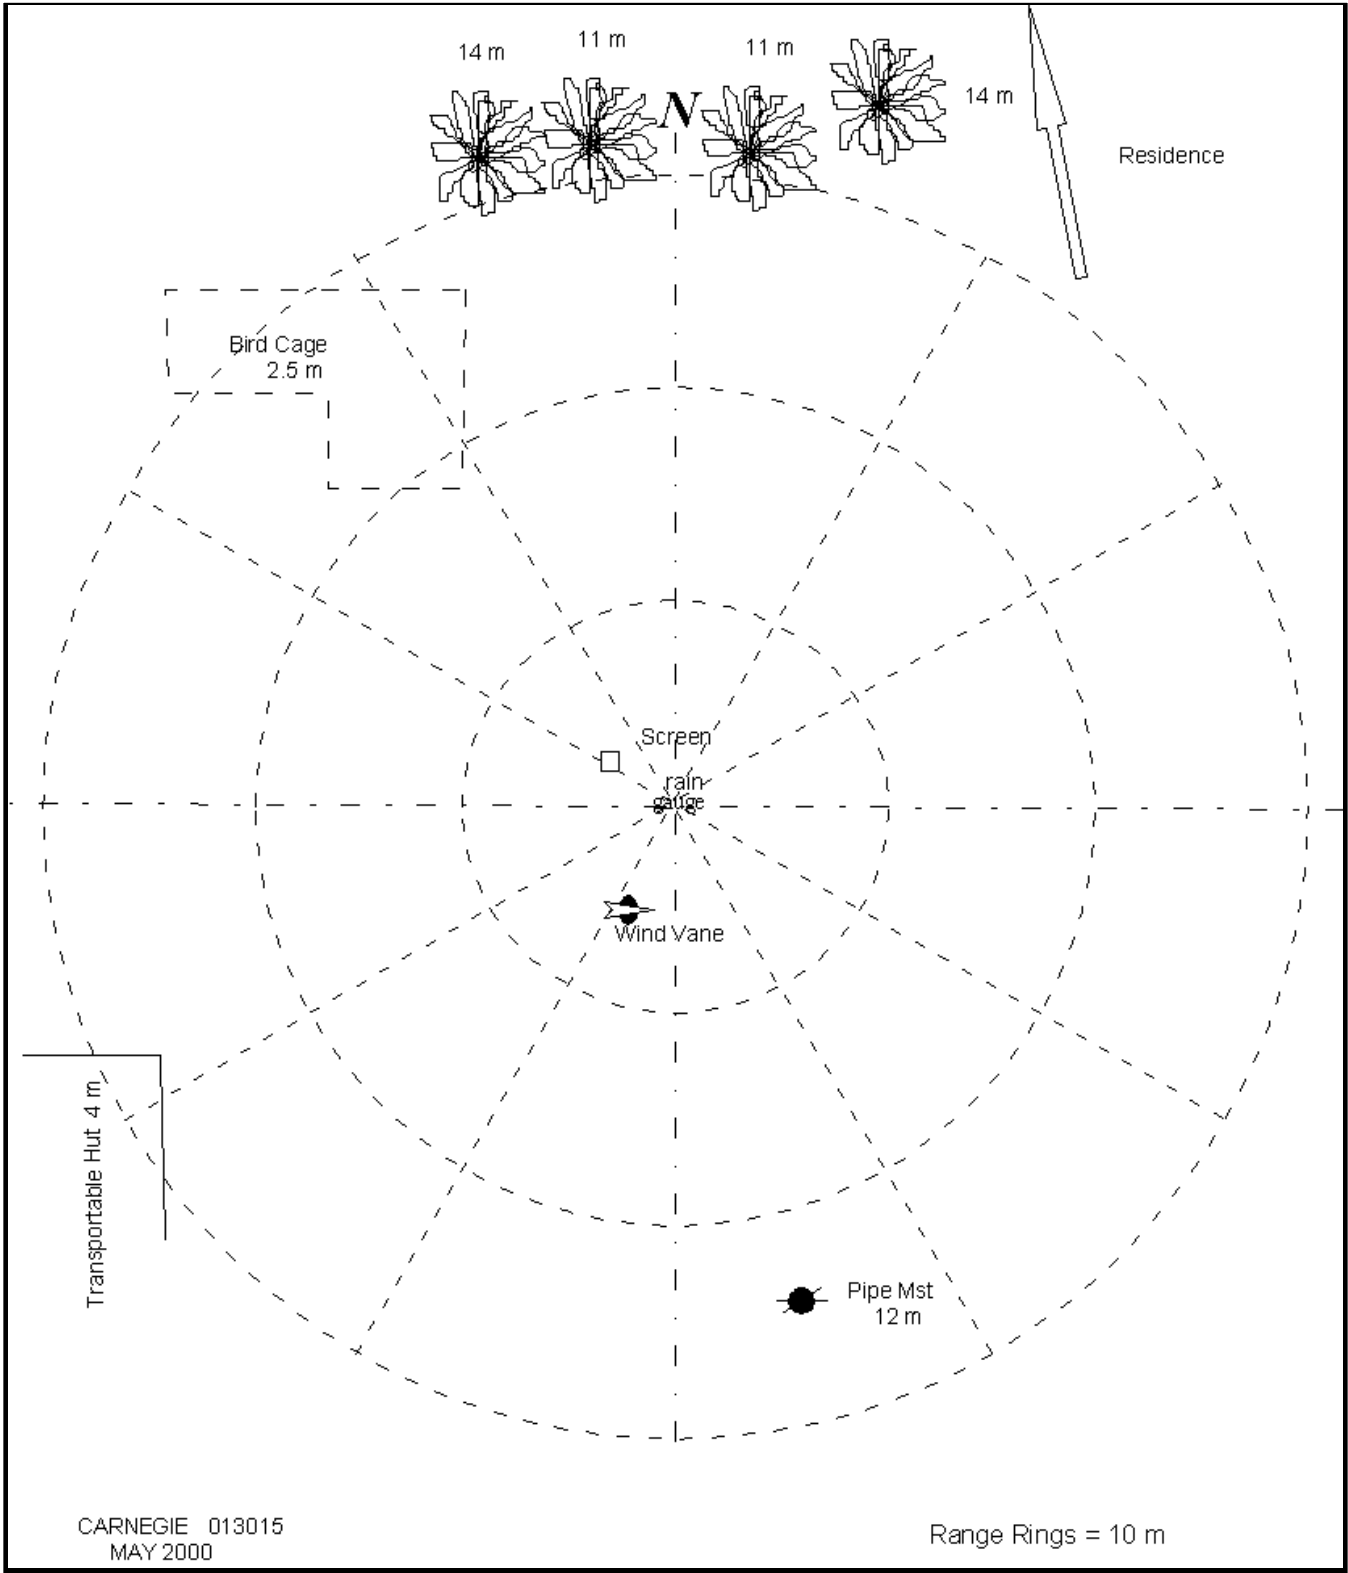 14 m
11 m
11 m
14 m
N
Residence
Bird Cage
2.5 m
Screen
rain
gauge
Wind Vane
Transportable Hut 4 m
Pipe Mst
12 m
CARNEGIE 013015
MAY 2000
Range Rings = 10 m